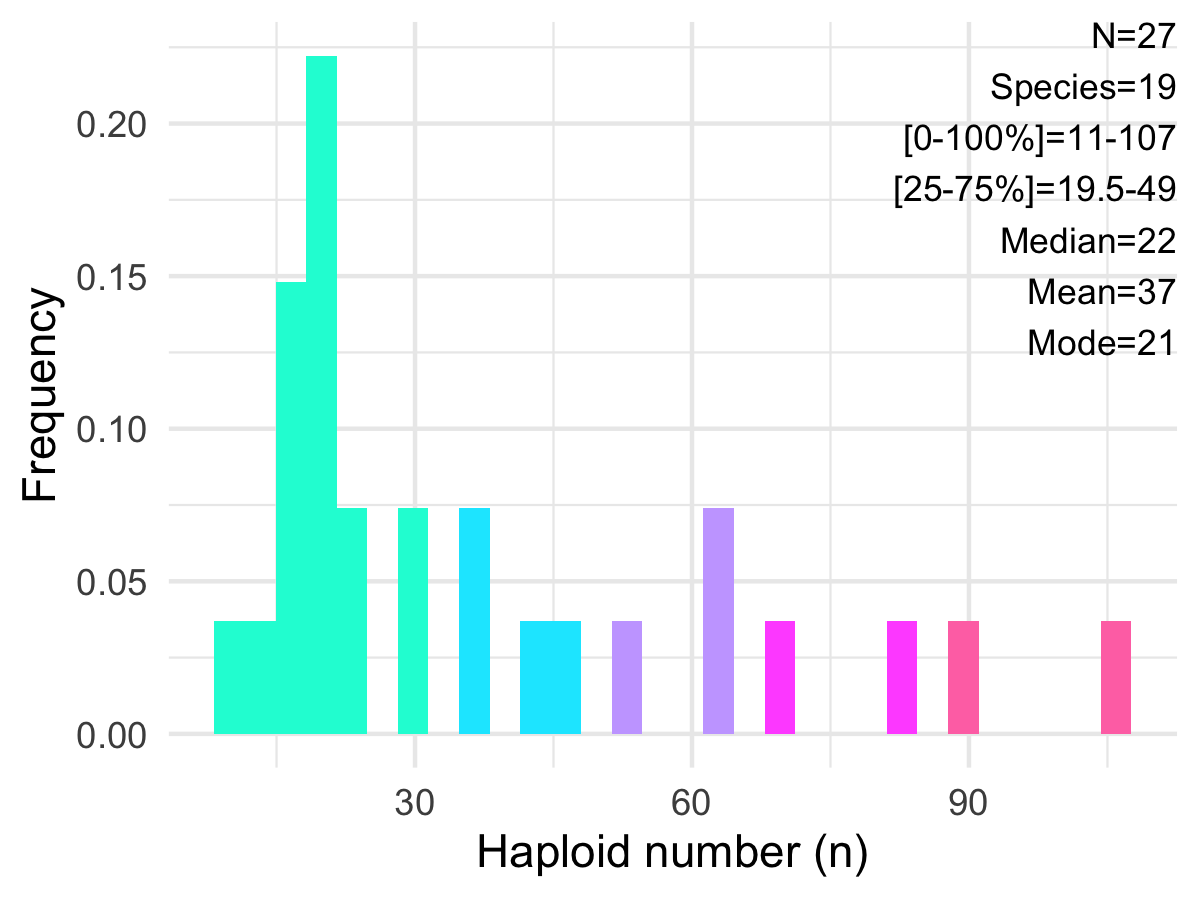 N=27
Species=19
[0-100%]=11-107
[25-75%]=19.5-49
Median=22
Mean=37
Mode=21
Frequency
0.20
0.15
0.10
0.05
0.00
30 60 90
Haploid number (n)